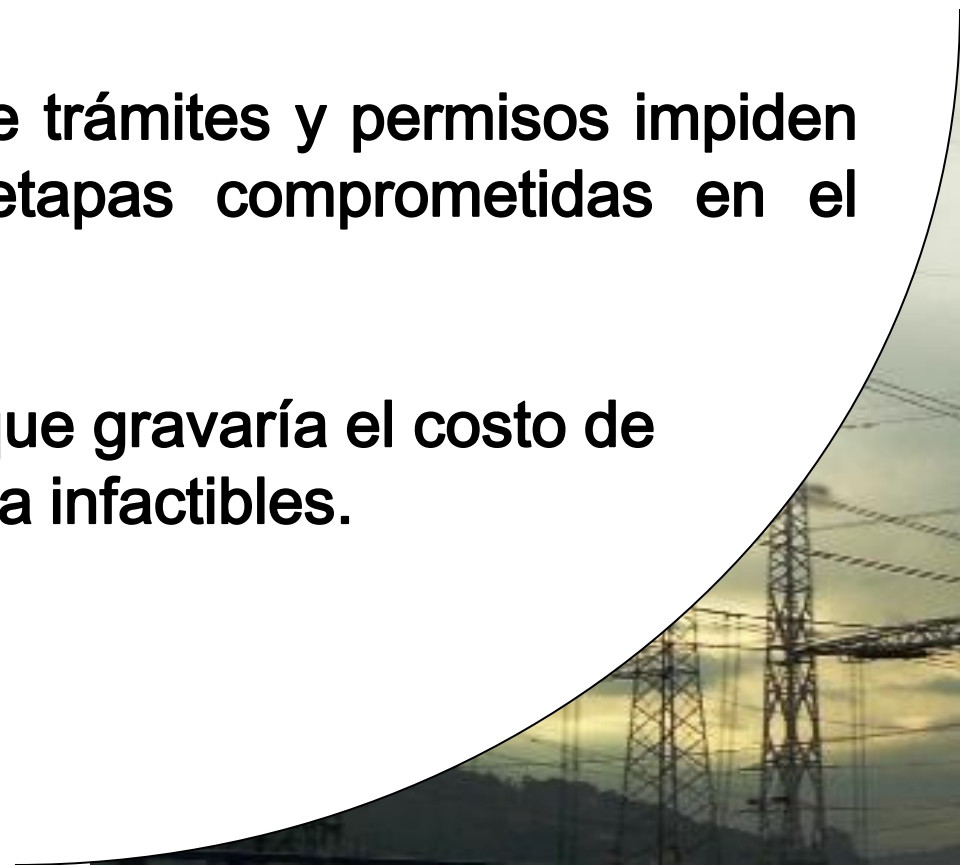 e trámites y permisos impiden
etapas comprometidas en el
que gravaría el costo de
a infactibles.